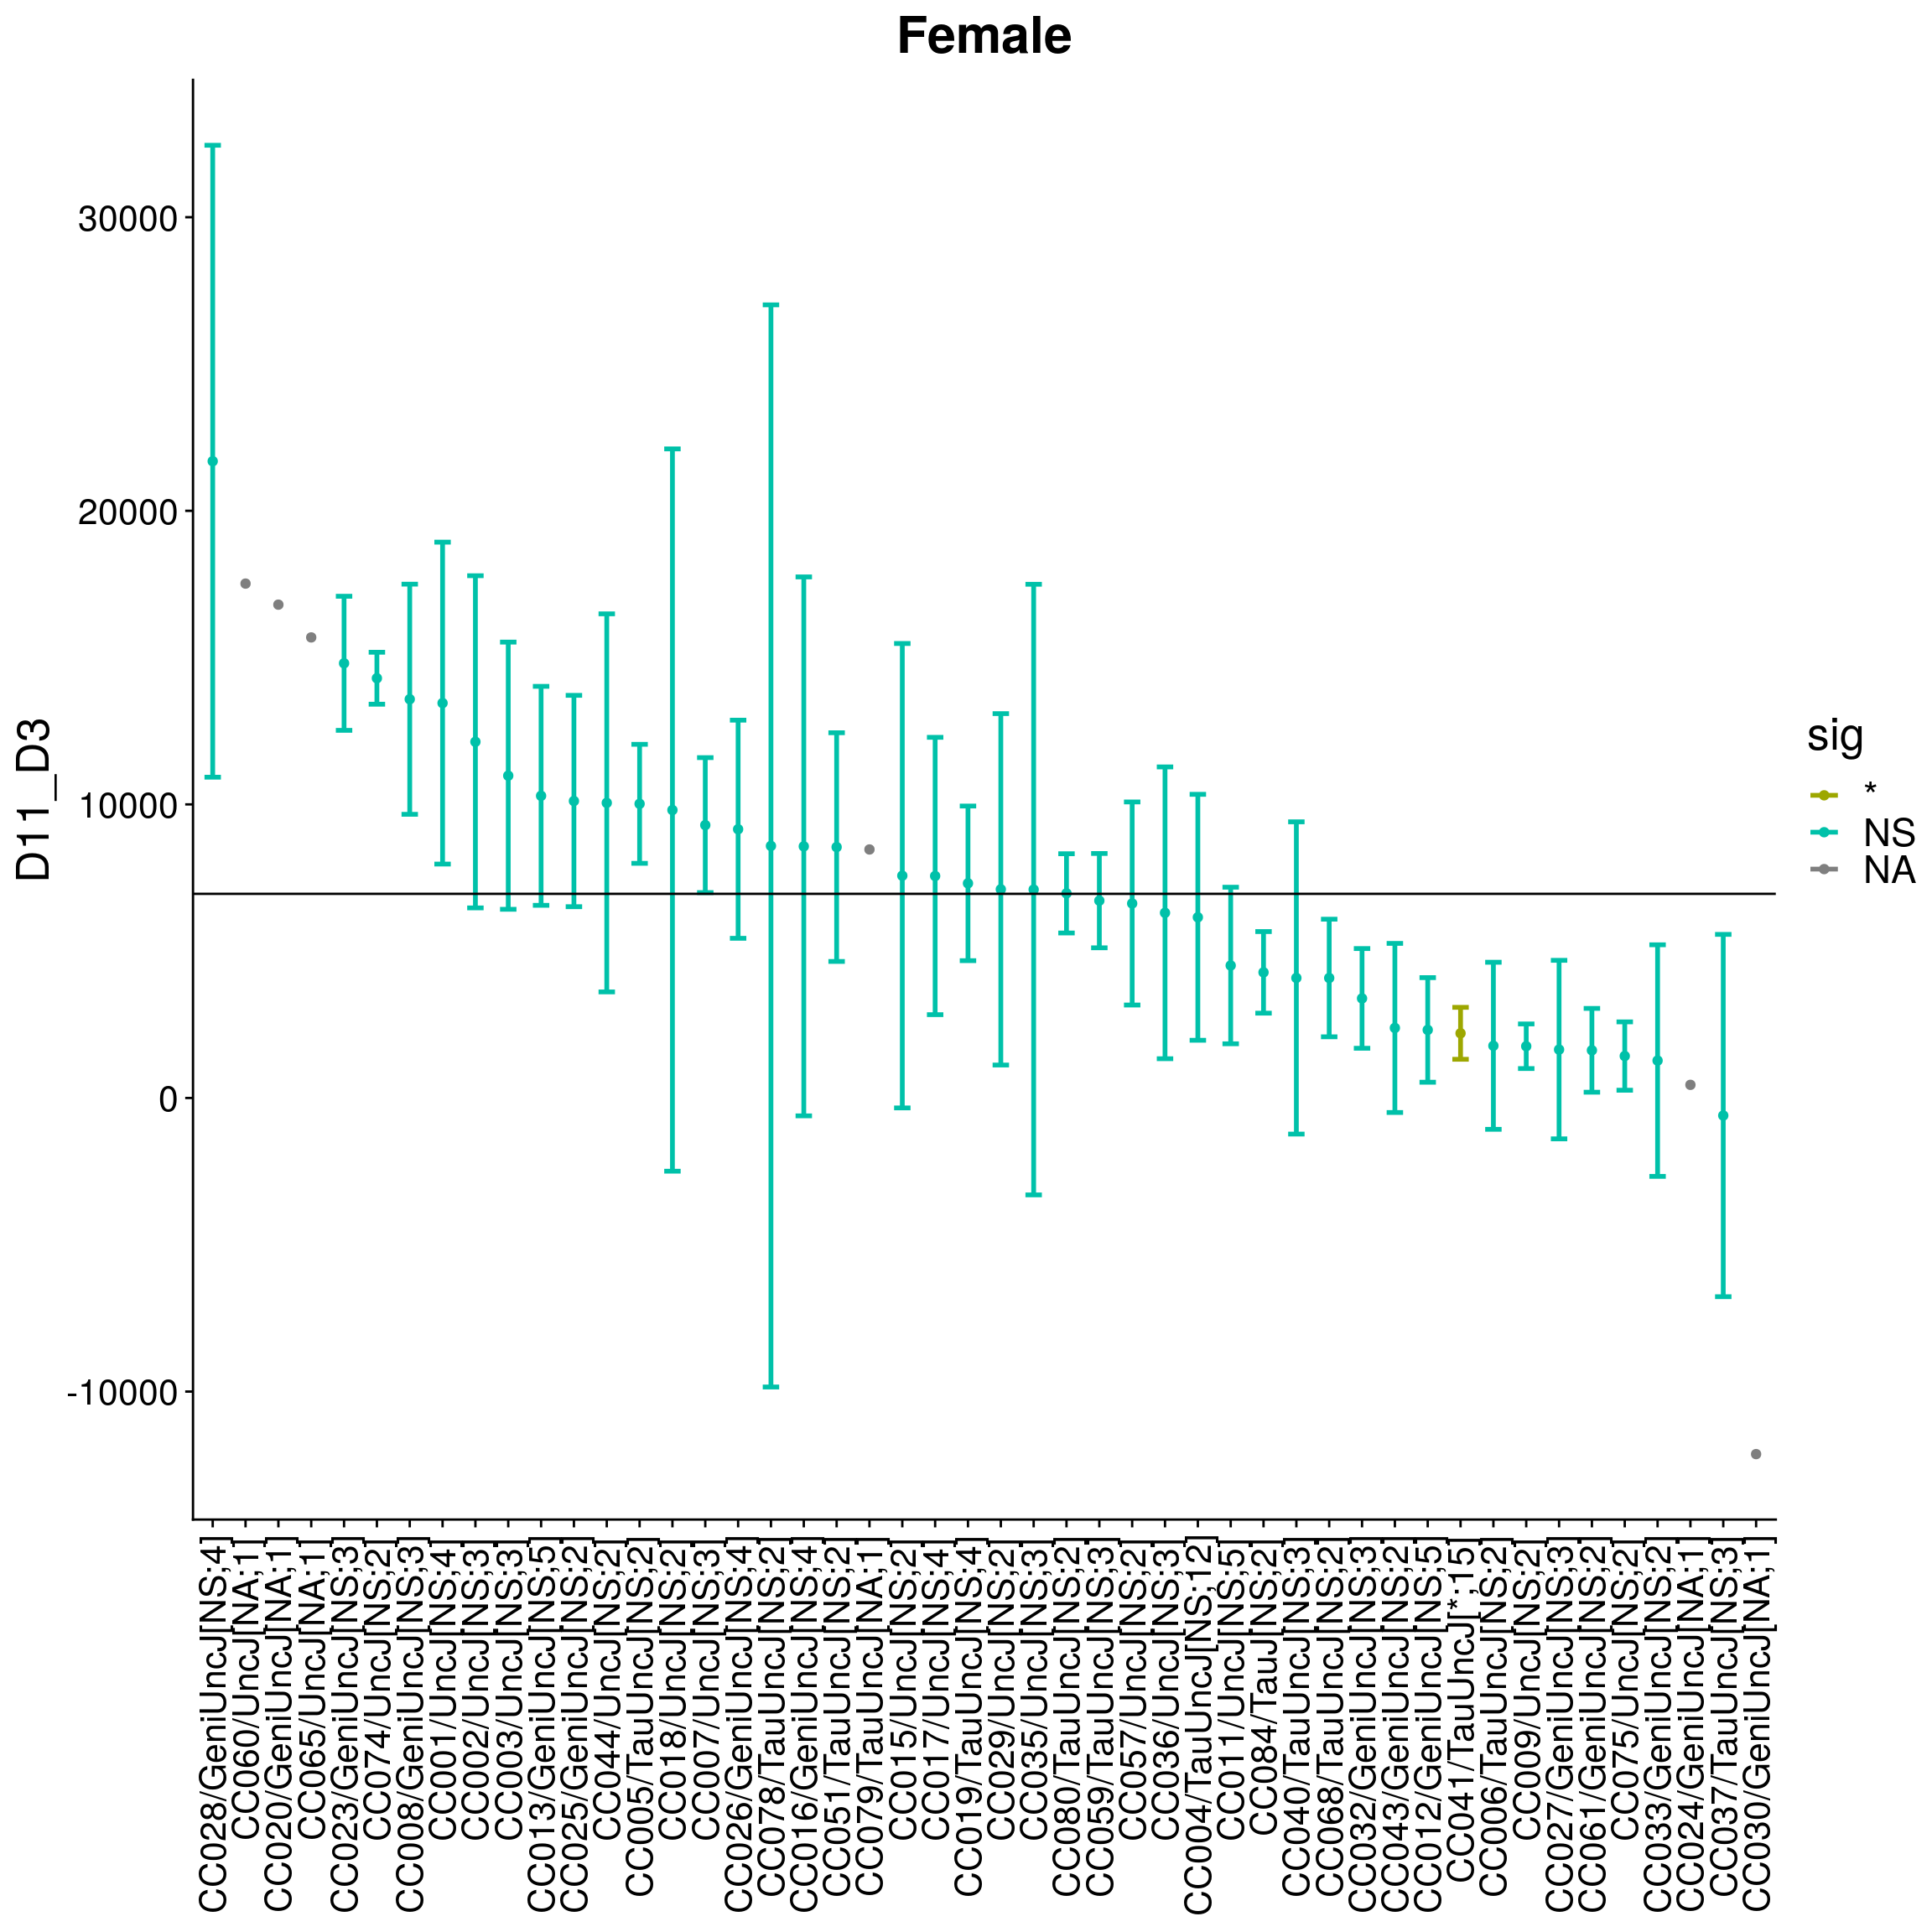 Female
D11_D3
30000
20000
10000
0
-10000
CC028/GeniUncJ[NS;4]
CC060/UncJ[NA;1]
CC020/GeniUncJ[NA;1]
CC065/UncJ[NA;1]
CC023/GeniUncJ[NS;3]
CC074/UncJ[NS;2]
CC008/GeniUncJ[NS;3]
CC001/UncJ[NS;4]
CC002/UncJ[NS;3]
CC003/UncJ[NS;3]
CC013/GeniUncJ[NS;5]
CC025/GeniUncJ[NS;2]
CC044/UncJ[NS;2]
CC005/TauUncJ[NS;2]
CC018/UncJ[NS;2]
CC007/UncJ[NS;3]
CC026/GeniUncJ[NS;4]
CC078/TauUncJ[NS;2]
CC016/GeniUncJ[NS;4]
CC051/TauUncJ[NS;2]
CC079/TauUncJ[NA;1]
CC015/UncJ[NS;2]
CC017/UncJ[NS;4]
CC019/TauUncJ[NS;4]
CC029/UncJ[NS;2]
CC035/UncJ[NS;3]
CC080/TauUncJ[NS;2]
CC059/TauUncJ[NS;3]
CC057/UncJ[NS;2]
CC036/UncJ[NS;3]
CC004/TauUncJ[NS;12]
CC011/UncJ[NS;5]
CC084/TauJ[NS;2]
CC040/TauUncJ[NS;3]
CC068/TauUncJ[NS;2]
CC032/GeniUncJ[NS;3]
CC043/GeniUncJ[NS;2]
CC012/GeniUncJ[NS;5]
CC041/TauUncJ[*;15]
CC006/TauUncJ[NS;2]
CC009/UncJ[NS;2]
CC027/GeniUncJ[NS;3]
CC061/GeniUncJ[NS;2]
CC075/UncJ[NS;2]
CC033/GeniUncJ[NS;2]
CC024/GeniUncJ[NA;1]
CC037/TauUncJ[NS;3]
CC030/GeniUncJ[NA;1]
sig
*
NS
NA